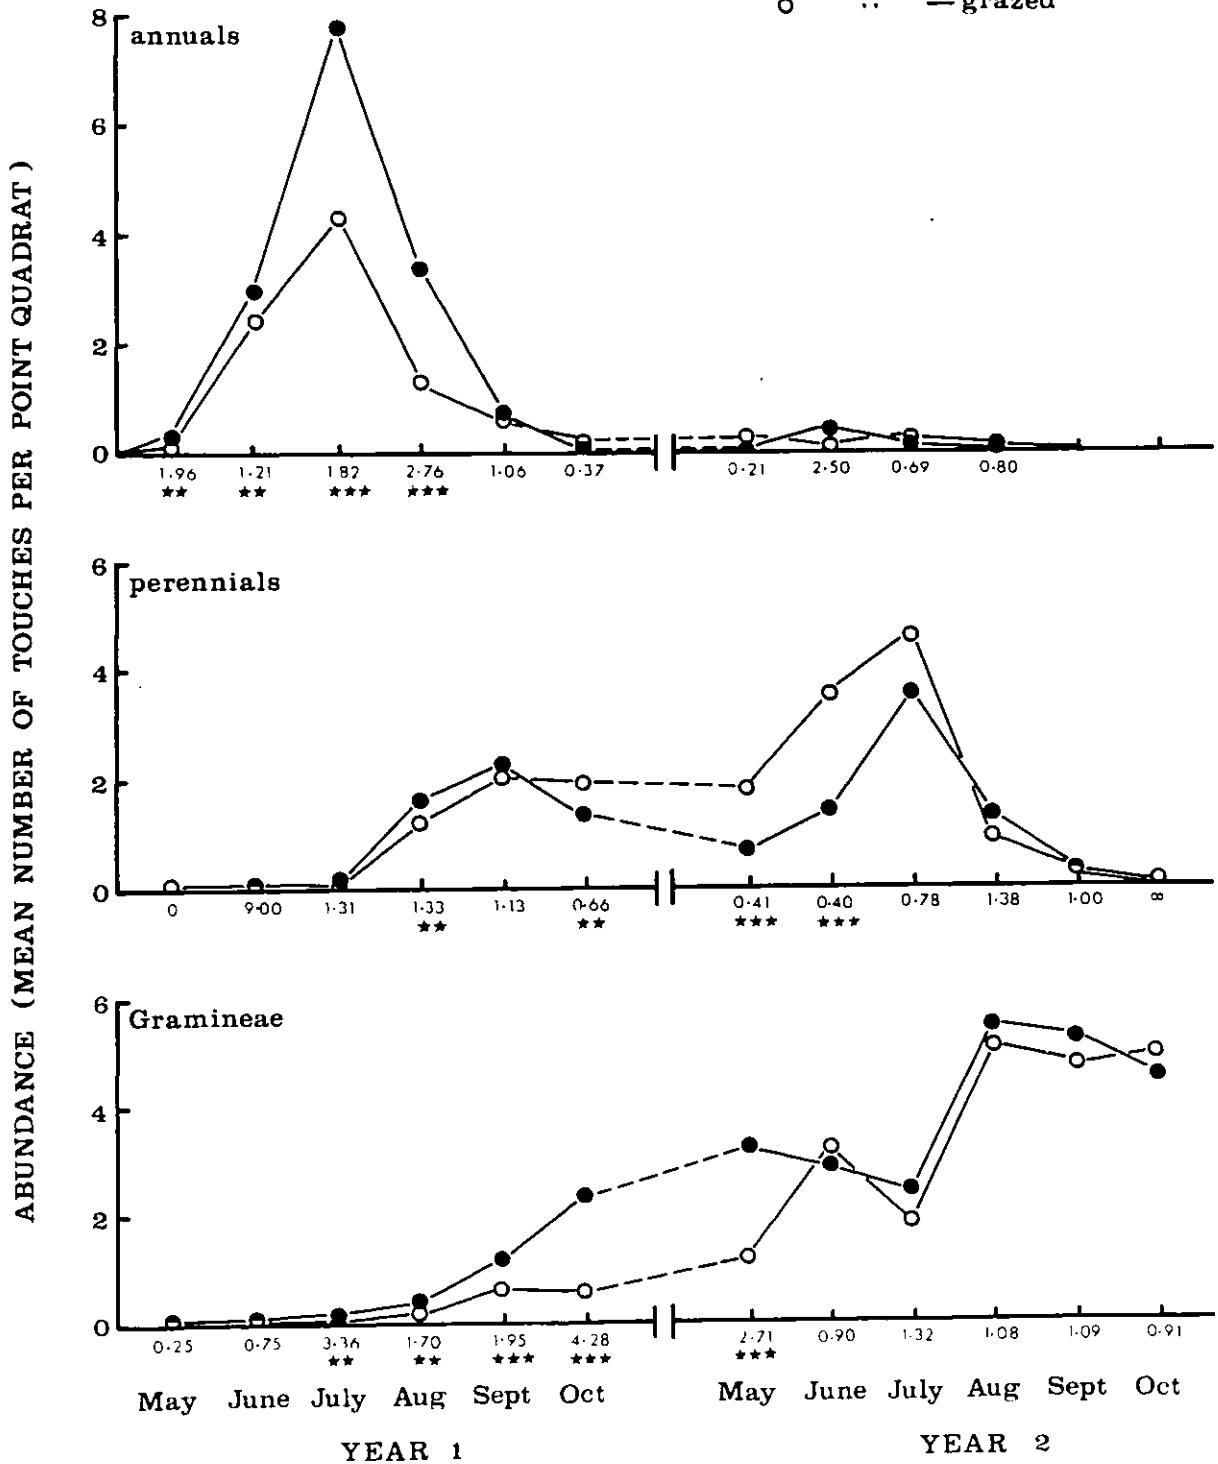 ○ ·· — grazed
ABUNDANCE (MEAN NUMBER OF TOUCHES PER POINT QUADRAT)
annuals
8
6
4
2
0
1·96 1·21 1·82 2·76 1·06 0·37 0·21 2·50 0·69 0·80
★★ ★★ ★★★ ★★★
perennials
6
4
2
0
0 9·00 1·31 1·33 1·13 0·66 0·41 0·40 0·78 1·38 1·00 ∞
★★ ★★ ★★★ ★★★
Gramineae
6
4
2
0
0·25 0·75 3·36 1·70 1·95 4·28 2·71 0·90 1·32 1·08 1·09 0·91
★★ ★★ ★★★ ★★★ ★★★
May June July Aug Sept Oct May June July Aug Sept Oct
YEAR 1 YEAR 2